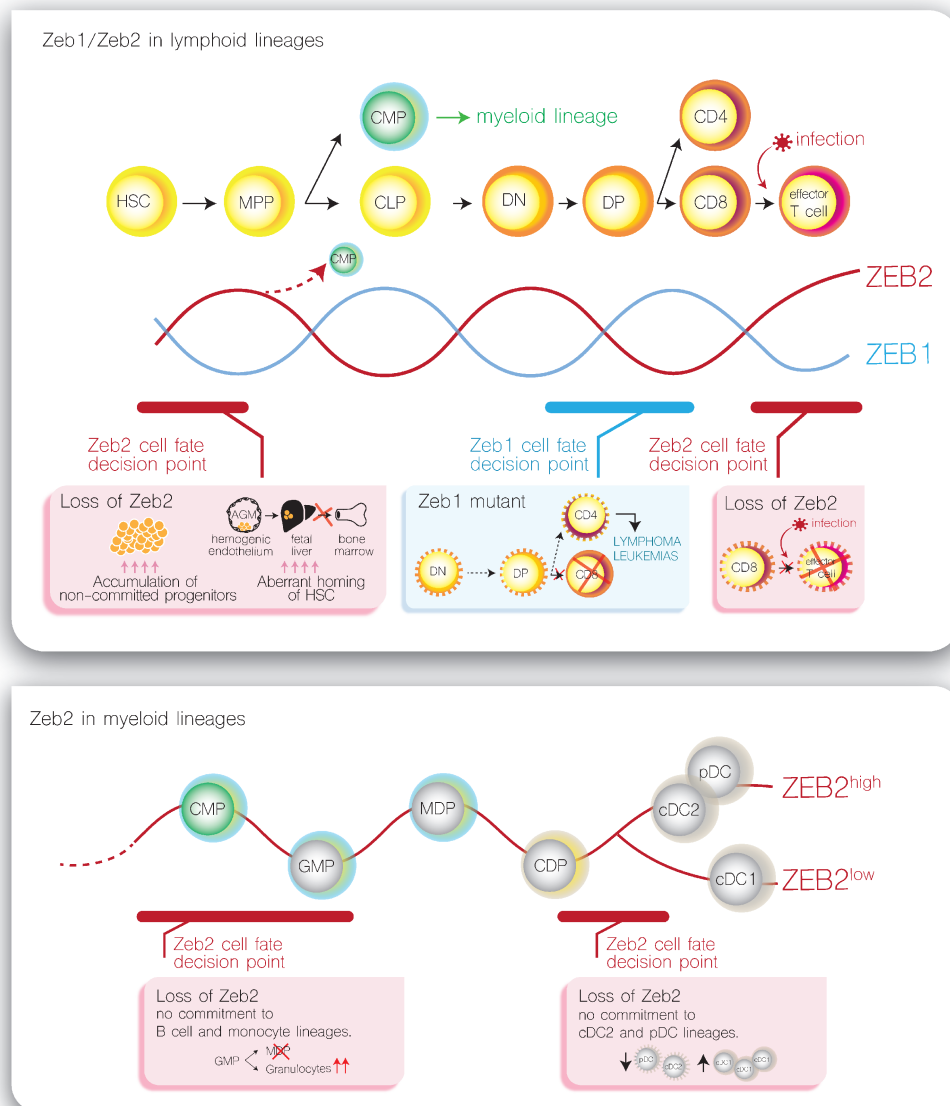 Zeb1/Zeb2 in lymphoid lineages
CMP
myeloid lineage
CD4
infection
HSC
MPP
CLP
DN
DP
CD8
effector
T cell
CMP
ZEB2
ZEB1
Zeb2 cell fate
decision point
Zeb1 cell fate
decision point
Zeb2 cell fate
decision point
Loss of Zeb2
AGM
hemogenic
endothelium
fetal
liver
bone
marrow
Accumulation of
non-committed progenitors
Aberrant homing
of HSC
Zeb1 mutant
CD4
LYMPHOMA
LEUKEMIAS
DN
DP
CD8
Loss of Zeb2
infection
CD8
effector
T cell
Zeb2 in myeloid lineages
pDC
ZEB2high
CMP
MDP
cDC2
GMP
CDP
cDC1
ZEB2low
Zeb2 cell fate
decision point
Zeb2 cell fate
decision point
Loss of Zeb2
no commitment to
B cell and monocyte lineages.
GMP
MDP
Granulocytes
Loss of Zeb2
no commitment to
cDC2 and pDC lineages.
pDC
cDC2
cDC1
cDC1
cDC1